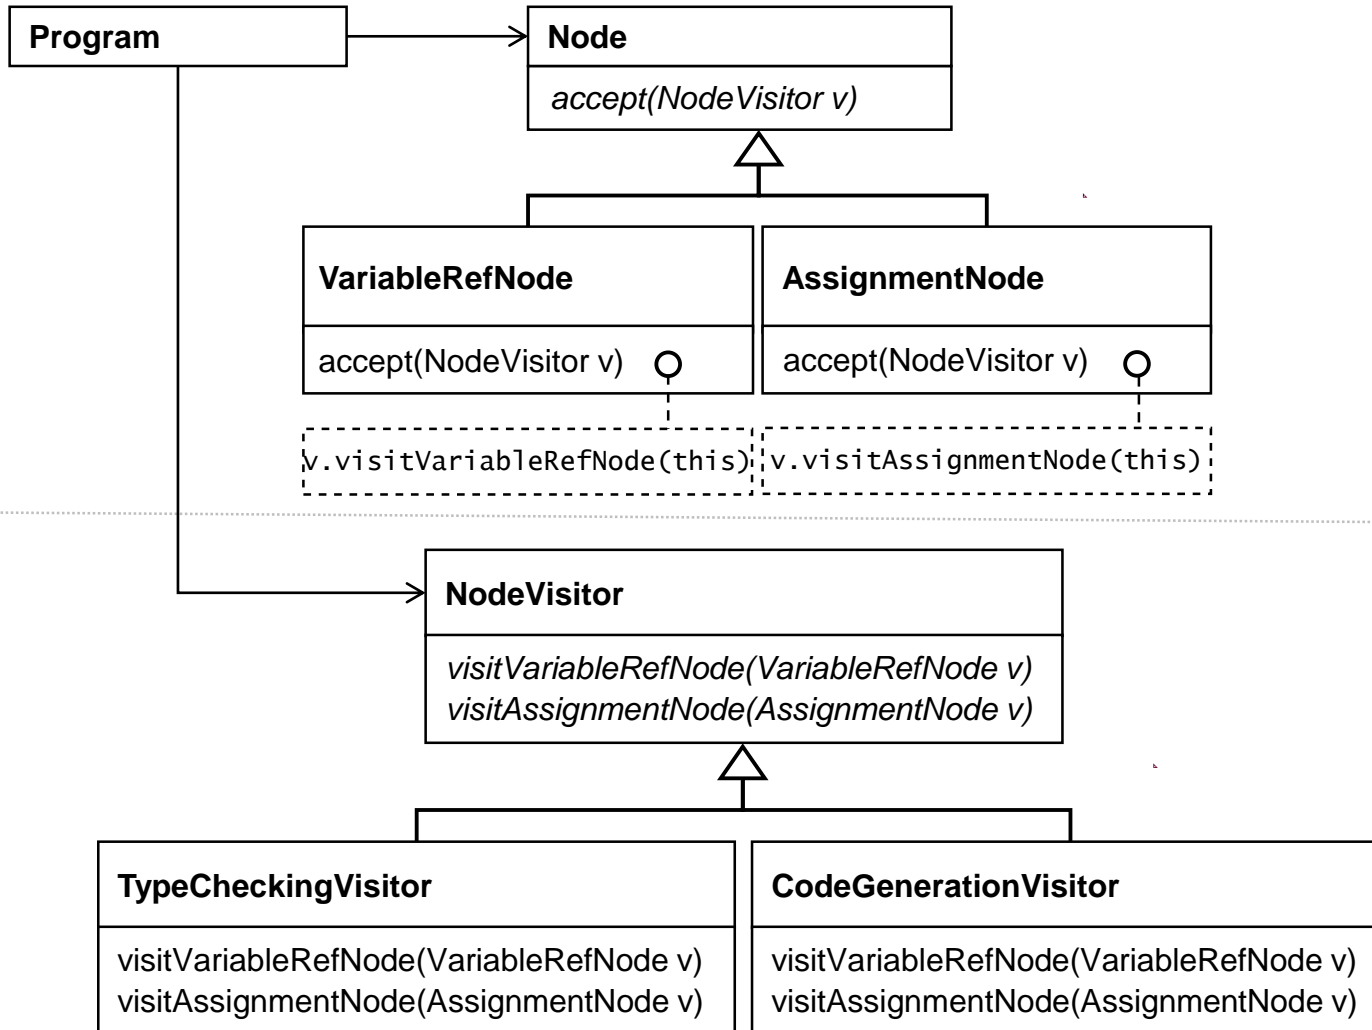 Program
Node
accept(NodeVisitor v)
VariableRefNode
AssignmentNode
accept(NodeVisitor v)
accept(NodeVisitor v)
v.visitVariableRefNode(this)
v.visitAssignmentNode(this)
NodeVisitor
visitVariableRefNode(VariableRefNode v)
visitAssignmentNode(AssignmentNode v)
TypeCheckingVisitor
CodeGenerationVisitor
visitVariableRefNode(VariableRefNode v)
visitAssignmentNode(AssignmentNode v)
visitVariableRefNode(VariableRefNode v)
visitAssignmentNode(AssignmentNode v)